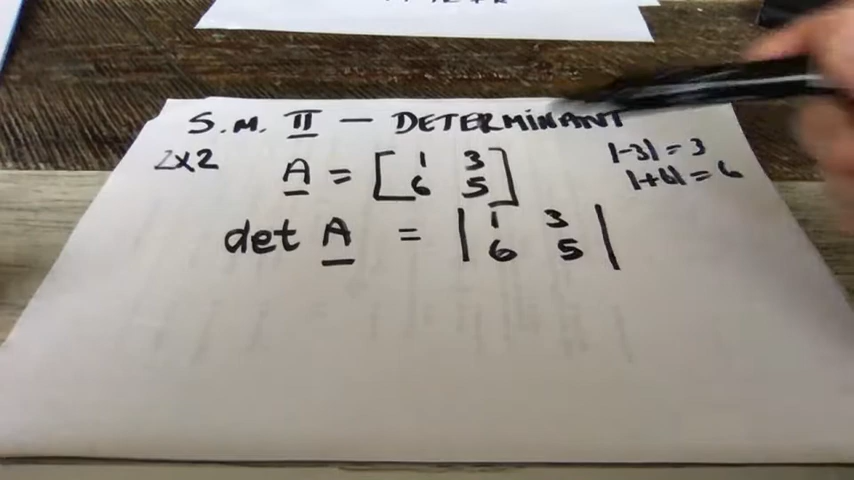 S.M. II - DETERMINANT
2x2
A = [1 3
6 5]
|-3| = 3
|+6| = 6
det A = |1 3
6 5|